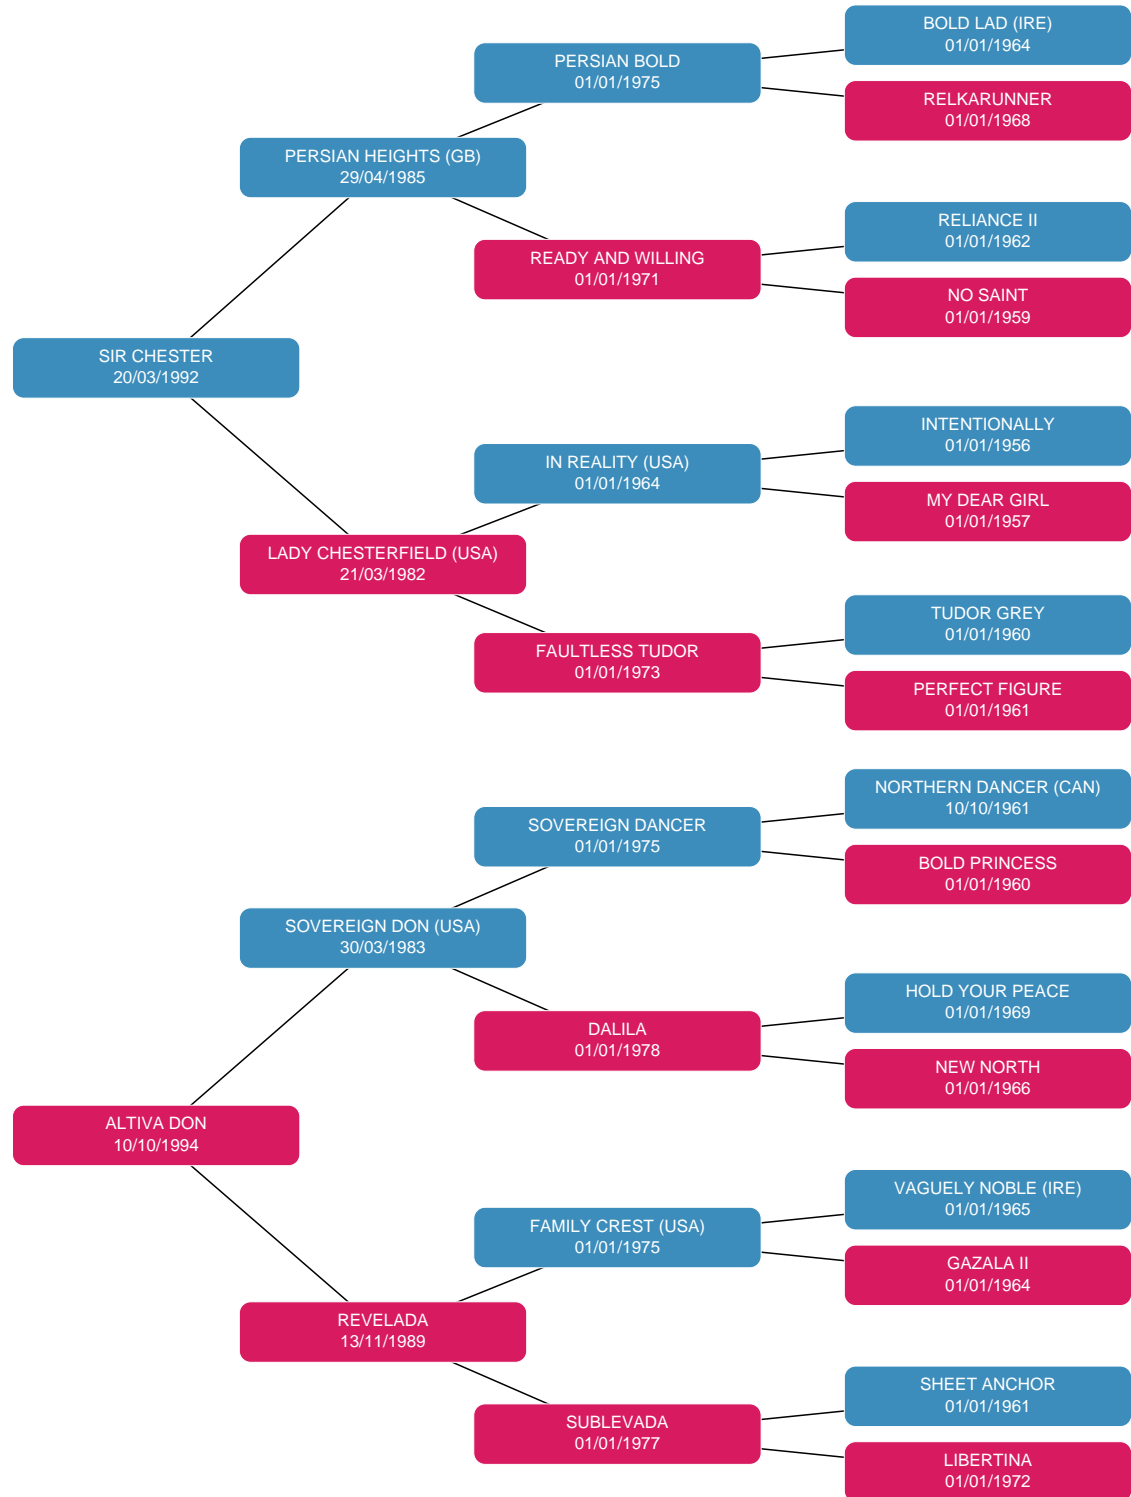 BOLD LAD (IRE)
01/01/1964
PERSIAN BOLD
01/01/1975
RELKARUNNER
01/01/1968
PERSIAN HEIGHTS (GB)
29/04/1985
RELIANCE II
01/01/1962
READY AND WILLING
01/01/1971
NO SAINT
01/01/1959
SIR CHESTER
20/03/1992
INTENTIONALLY
01/01/1956
IN REALITY (USA)
01/01/1964
MY DEAR GIRL
01/01/1957
LADY CHESTERFIELD (USA)
21/03/1982
TUDOR GREY
01/01/1960
FAULTLESS TUDOR
01/01/1973
PERFECT FIGURE
01/01/1961
NORTHERN DANCER (CAN)
10/10/1961
SOVEREIGN DANCER
01/01/1975
BOLD PRINCESS
01/01/1960
SOVEREIGN DON (USA)
30/03/1983
HOLD YOUR PEACE
01/01/1969
DALILA
01/01/1978
NEW NORTH
01/01/1966
ALTIVA DON
10/10/1994
VAGUELY NOBLE (IRE)
01/01/1965
FAMILY CREST (USA)
01/01/1975
GAZALA II
01/01/1964
REVELADA
13/11/1989
SHEET ANCHOR
01/01/1961
SUBLEVADA
01/01/1977
LIBERTINA
01/01/1972